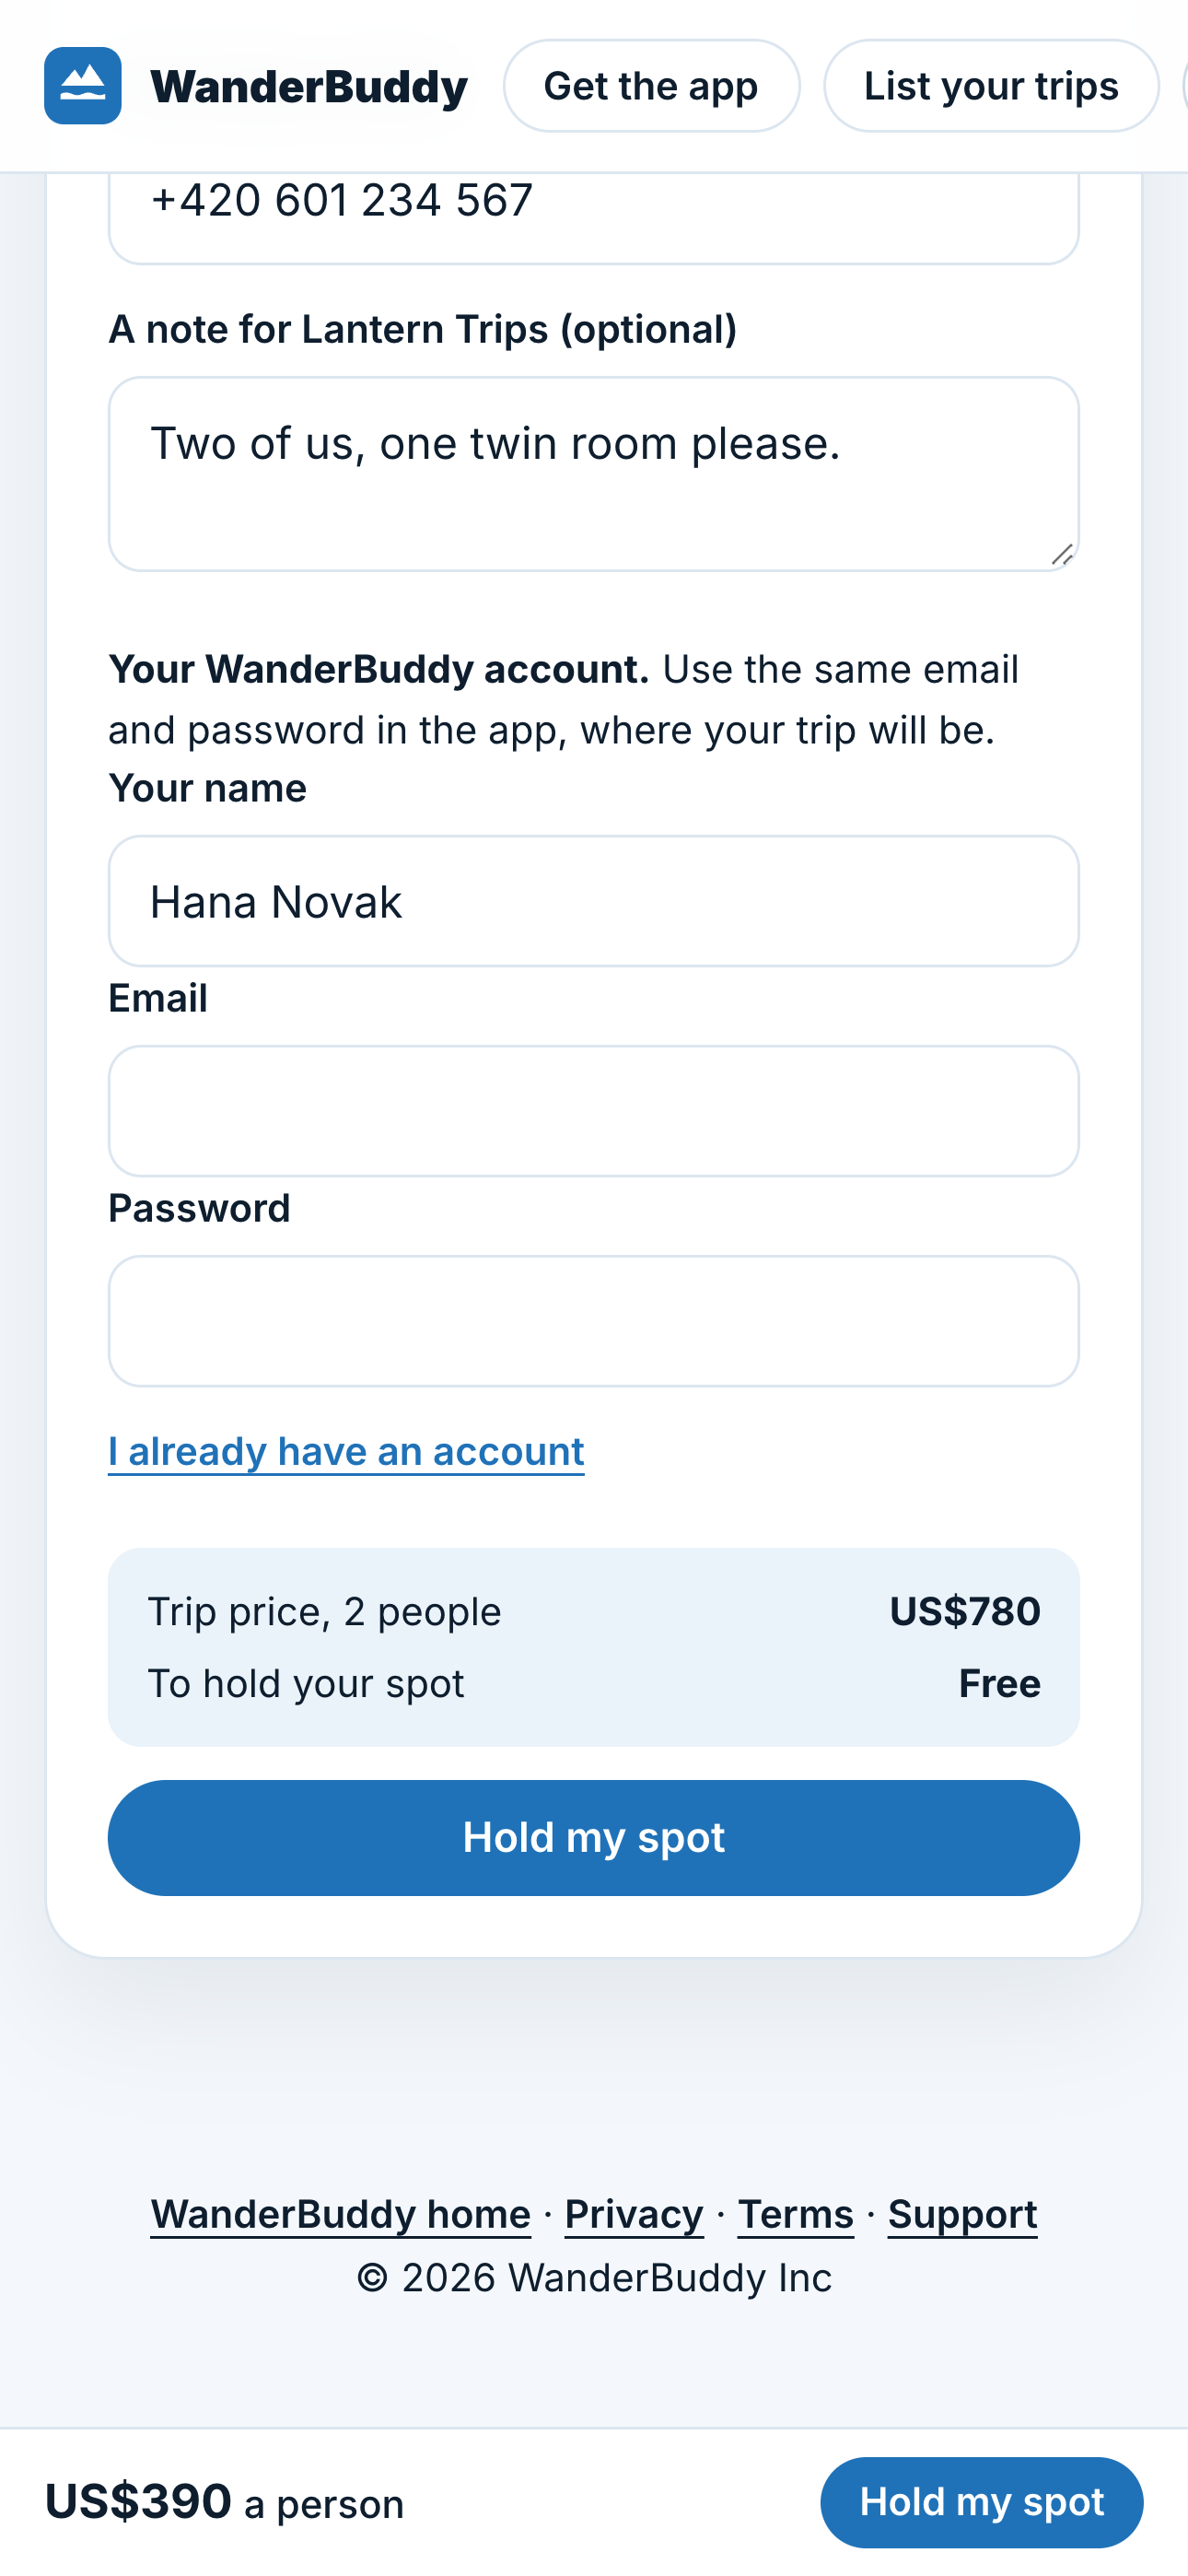 WanderBuddy
Get the app
List your trips
+420 601 234 567
A note for Lantern Trips (optional)
Two of us, one twin room please.
Your WanderBuddy account. Use the same email
and password in the app, where your trip will be.
Your name
Hana Novak
Email
Password
I already have an account
Trip price, 2 people US$780
To hold your spot Free
Hold my spot
WanderBuddy home · Privacy · Terms · Support
© 2026 WanderBuddy Inc
US$390 a person
Hold my spot